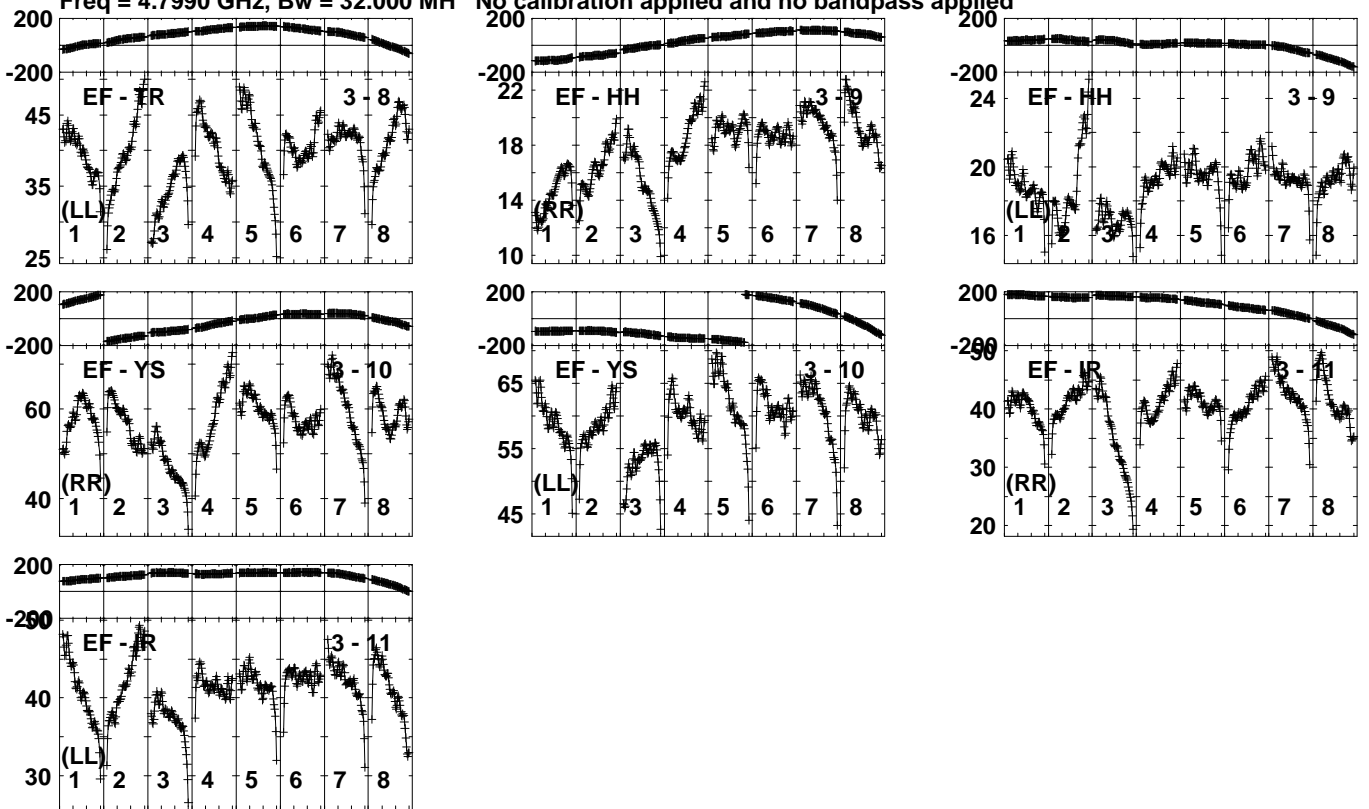 Freq = 4.7990 GHz, Bw = 32.000 MH No calibration applied and no bandpass applied
200
-200
45
35
25
EF - TR 3 - 8
(LL)
1 2 3 4 5 6 7 8
200
-200
22
18
14
10
EF - HH 3 - 9
(RR)
1 2 3 4 5 6 7 8
200
-200
24
20
16
EF - HH 3 - 9
(LL)
1 2 3 4 5 6 7 8
200
-200
60
40
EF - YS 3 - 10
(RR)
1 2 3 4 5 6 7 8
200
-200
65
55
45
EF - YS 3 - 10
(LL)
1 2 3 4 5 6 7 8
200
-200
50
40
30
20
EF - IR 3 - 11
(RR)
1 2 3 4 5 6 7 8
200
-200
50
40
30
EF - IR 3 - 11
(LL)
1 2 3 4 5 6 7 8